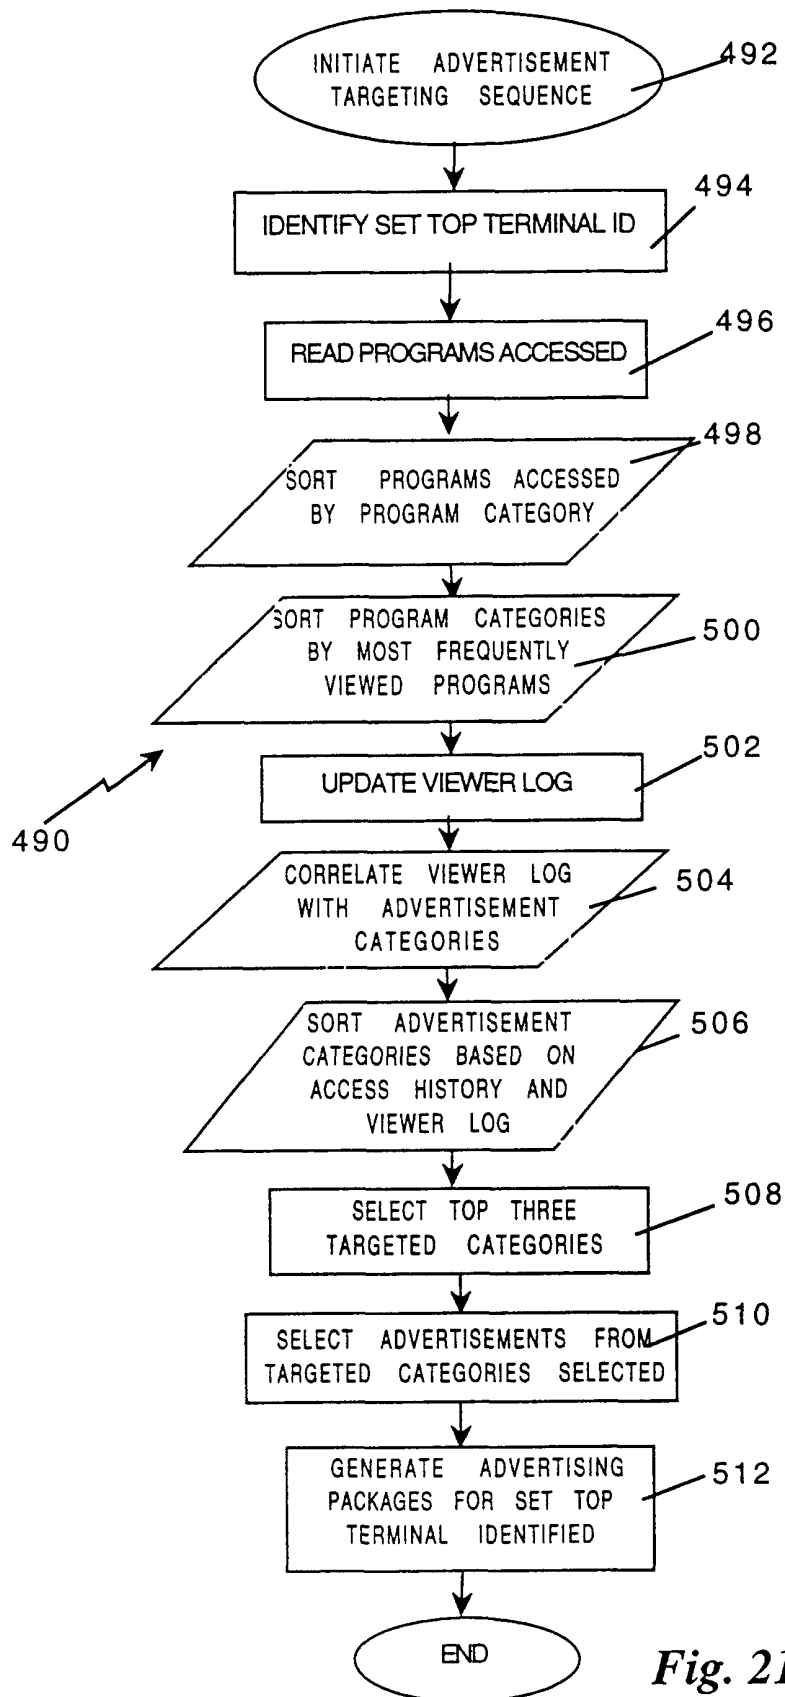 INITIATE ADVERTISEMENT
TARGETING SEQUENCE
492
IDENTIFY SET TOP TERMINAL ID
494
READ PROGRAMS ACCESSED
496
SORT PROGRAMS ACCESSED
BY PROGRAM CATEGORY
498
SORT PROGRAM CATEGORIES
BY MOST FREQUENTLY
VIEWED PROGRAMS
500
UPDATE VIEWER LOG
502
490
CORRELATE VIEWER LOG
WITH ADVERTISEMENT
CATEGORIES
504
SORT ADVERTISEMENT
CATEGORIES BASED ON
ACCESS HISTORY AND
VIEWER LOG
506
SELECT TOP THREE
TARGETED CATEGORIES
508
SELECT ADVERTISEMENTS FROM
TARGETED CATEGORIES SELECTED
510
GENERATE ADVERTISING
PACKAGES FOR SET TOP
TERMINAL IDENTIFIED
512
END
Fig. 21